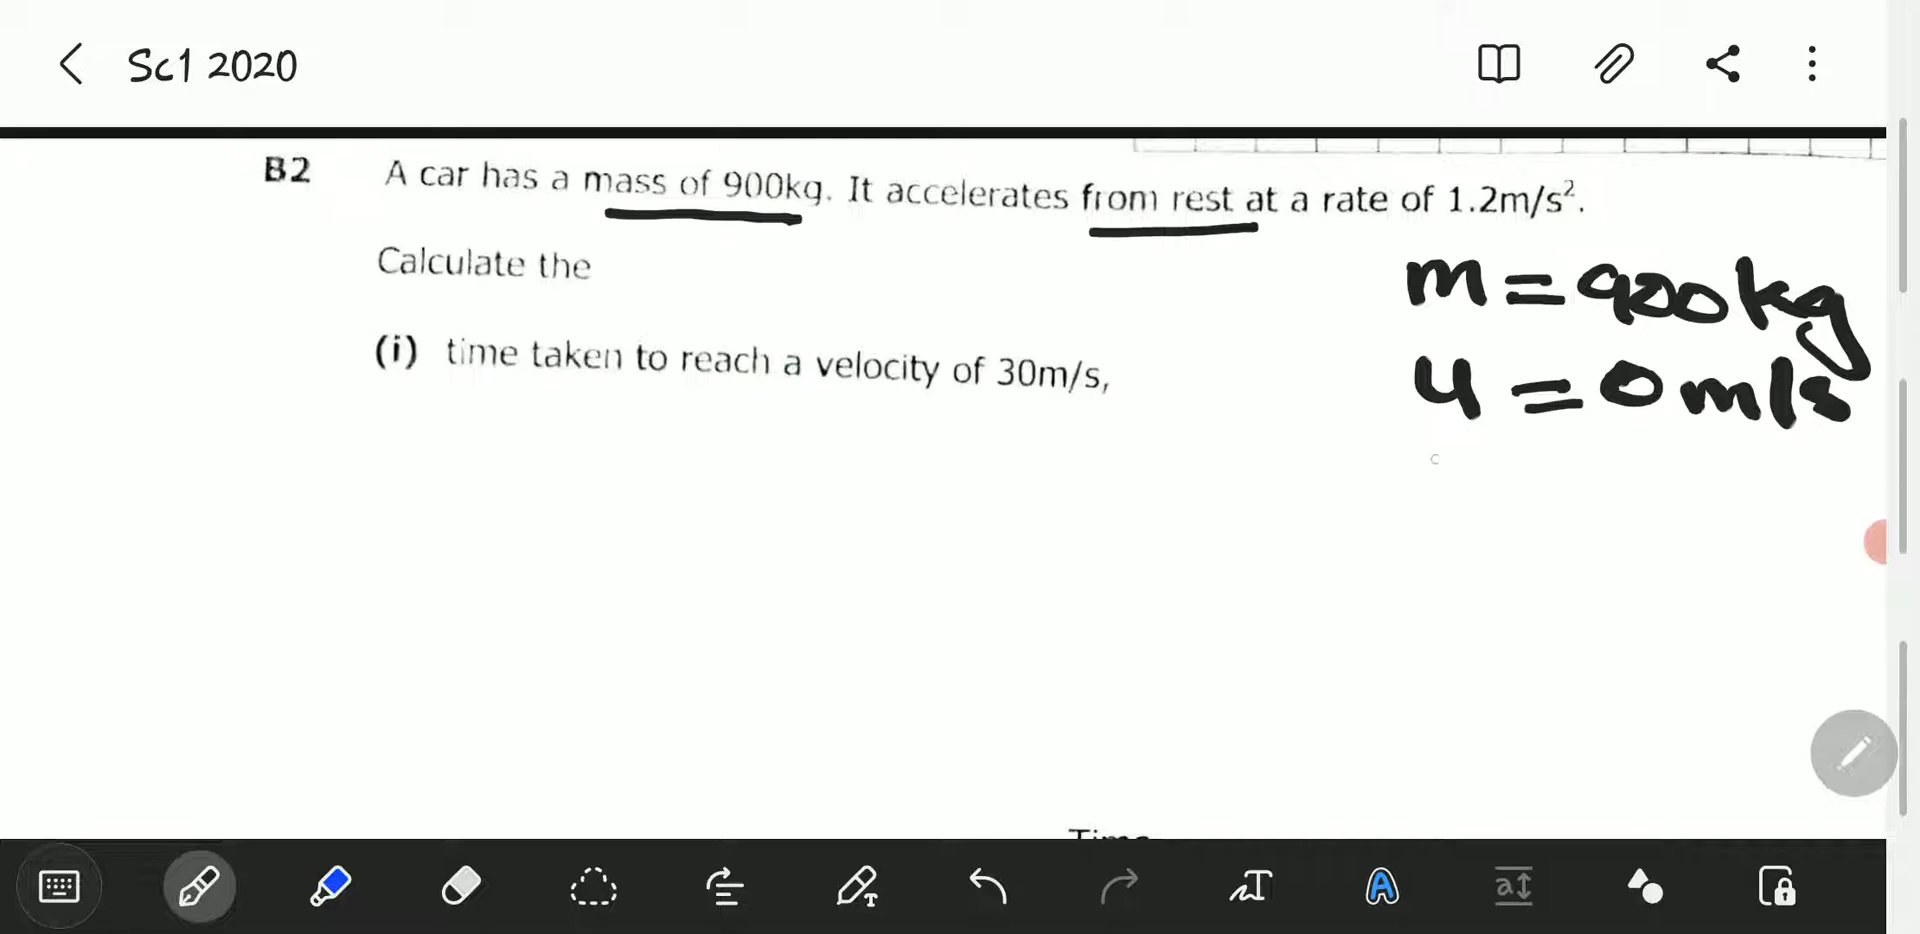 Sc1 2020
B2 A car has a mass of 900kg. It accelerates from rest at a rate of 1.2m/s².
Calculate the
m = 900kg
(i) time taken to reach a velocity of 30m/s,
u = 0m/s